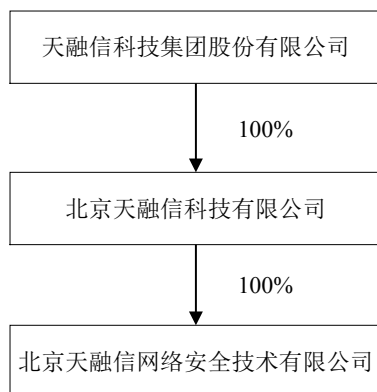 天融信科技集团股份有限公司
100%
北京天融信科技有限公司
100%
北京天融信网络安全技术有限公司